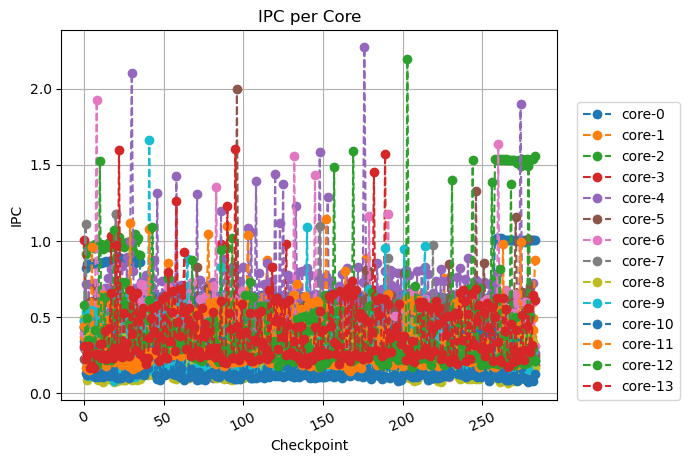 IPC per Core
IPC
2.0
1.5
1.0
0.5
0.0
0
50
100
150
200
250
Checkpoint
core-0
core-1
core-2
core-3
core-4
core-5
core-6
core-7
core-8
core-9
core-10
core-11
core-12
core-13